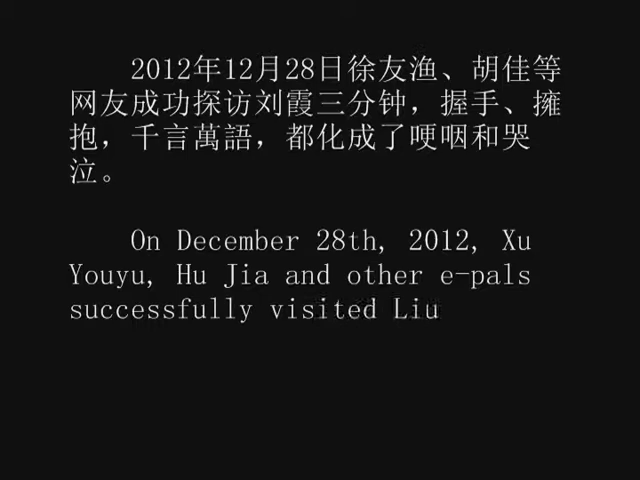 2012年12月28日徐友渔、胡佳等
网友成功探访刘霞三分钟，握手、擁
抱，千言萬語，都化成了哽咽和哭
泣。
On December 28th, 2012, Xu
Youyu, Hu Jia and other e-pals
successfully visited Liu